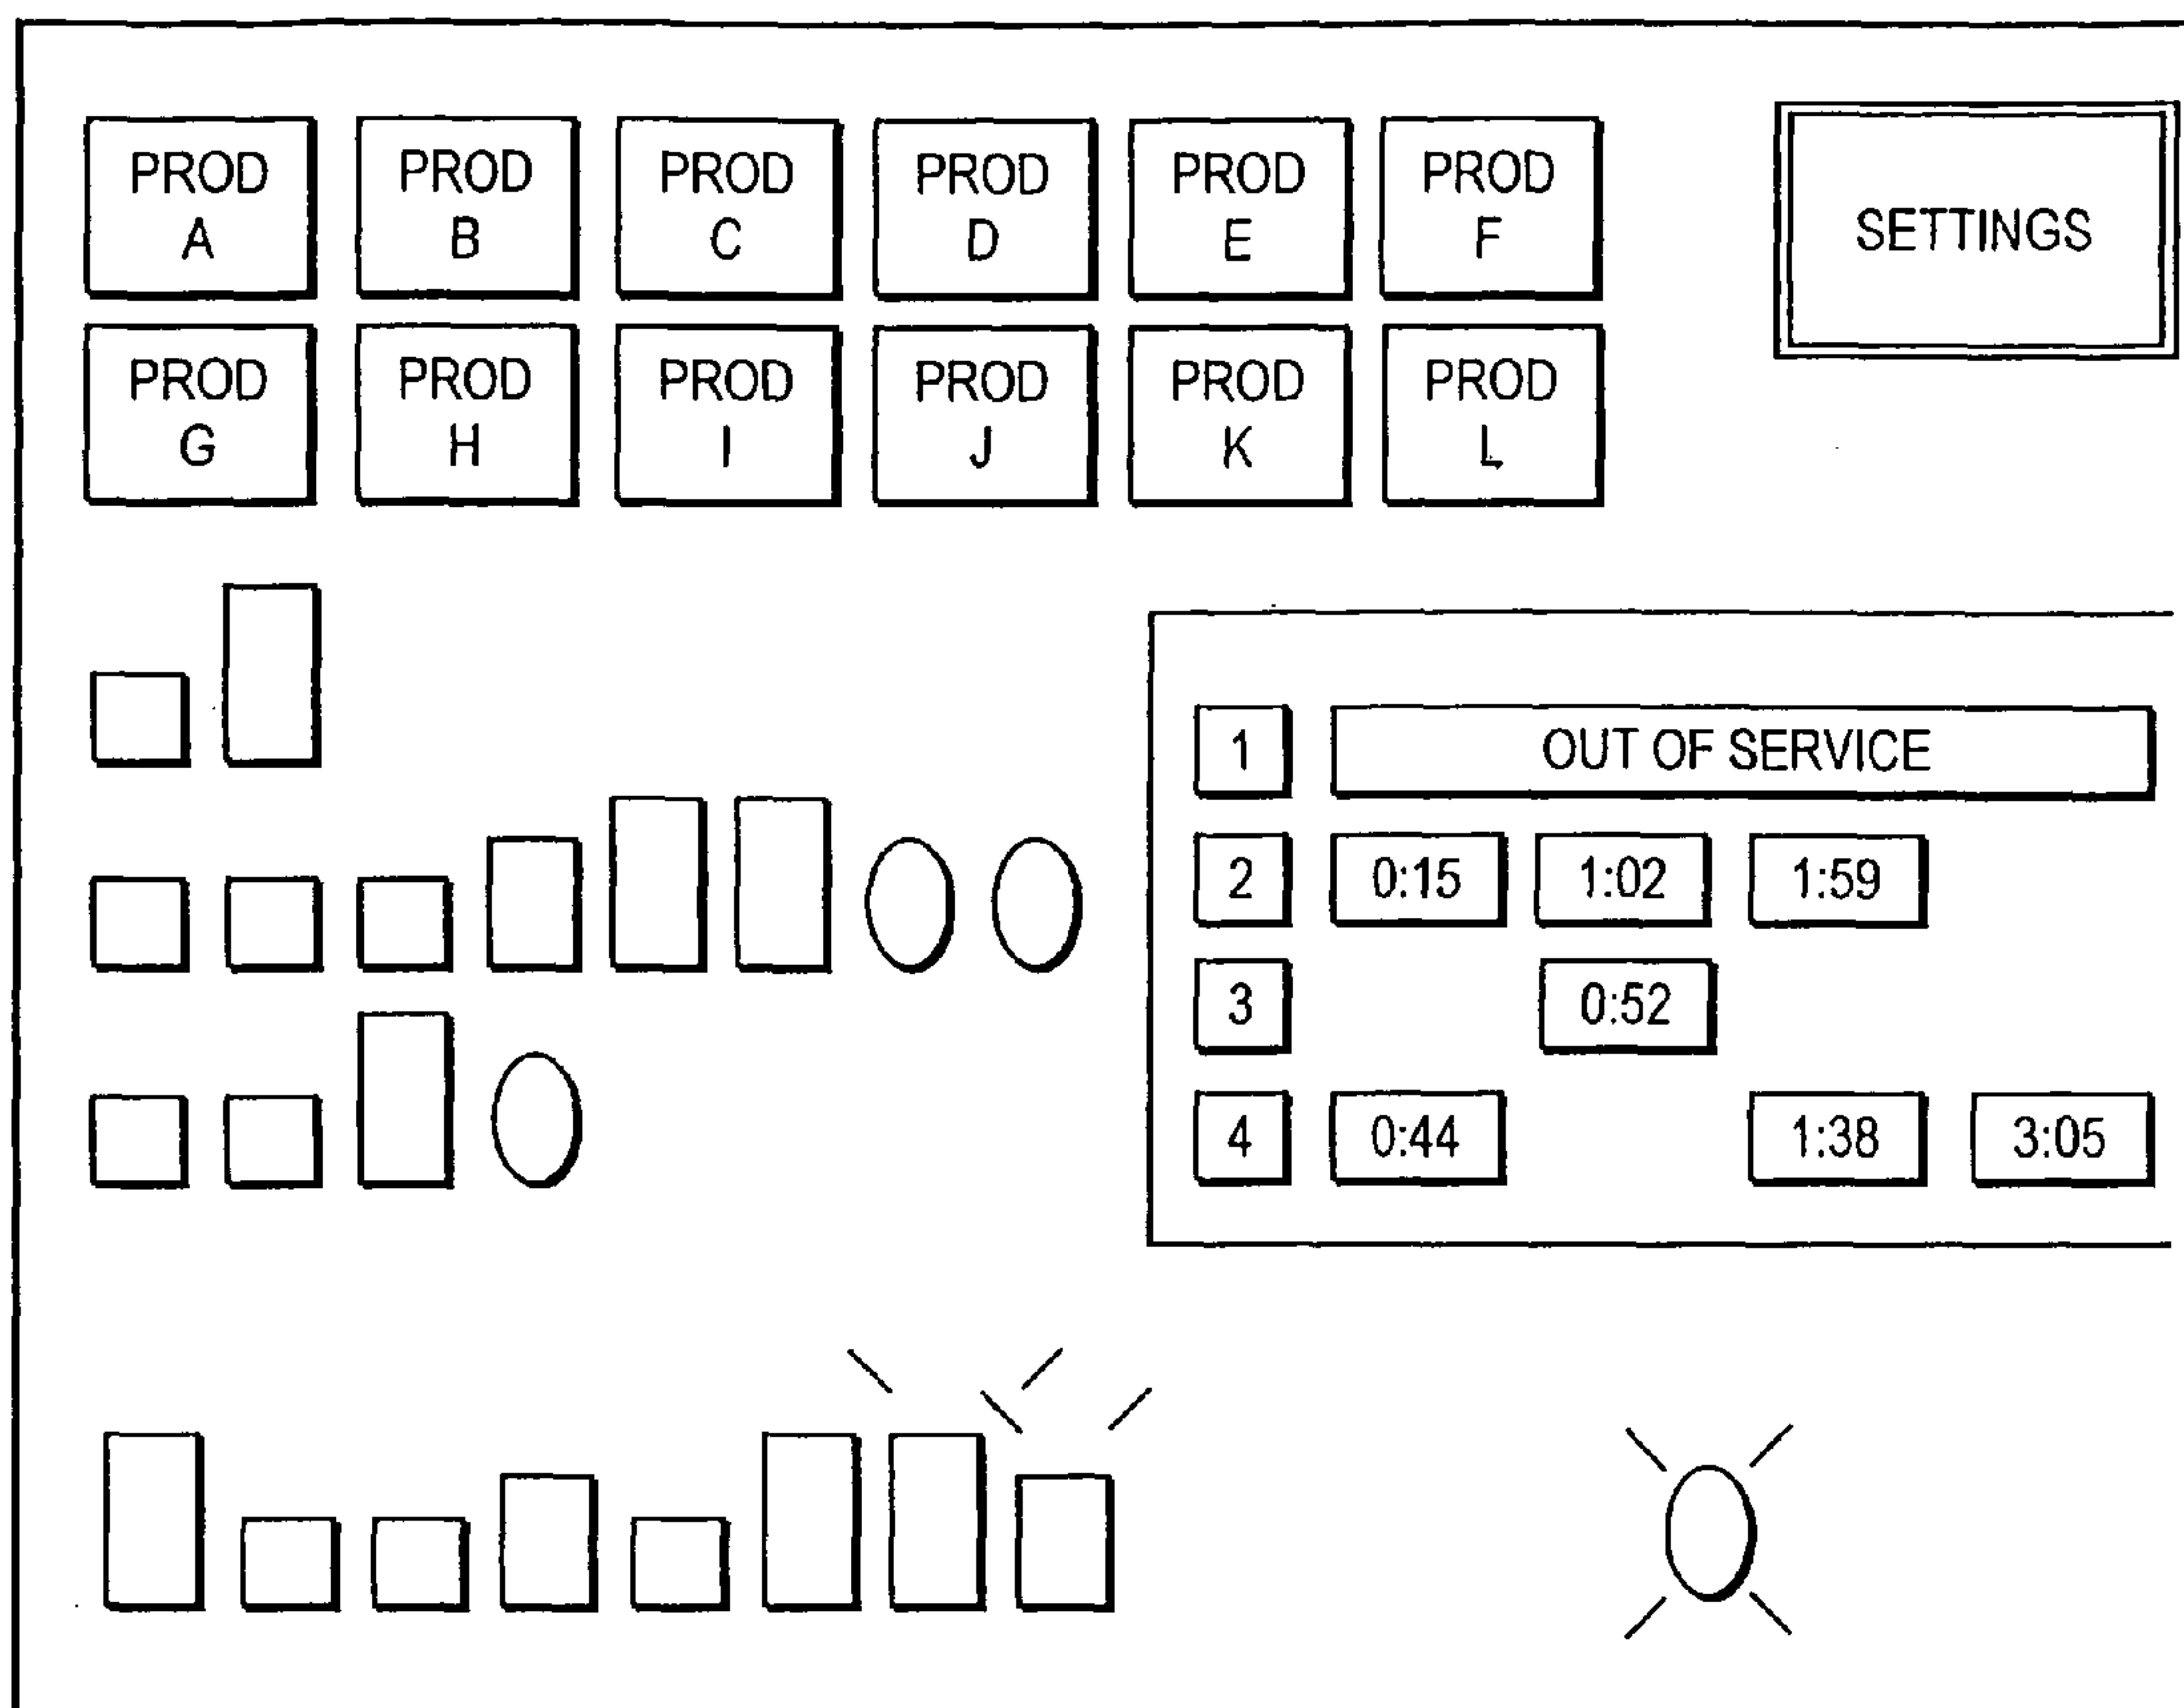 PROD PROD PROD PROD PROD PROD
A B C D E F
SETTINGS
PROD PROD PROD PROD PROD PROD
G H I J K L
1 OUT OF SERVICE
2 0:15 1:02 1:59
3 0:52
4 0:44 1:38 3:05